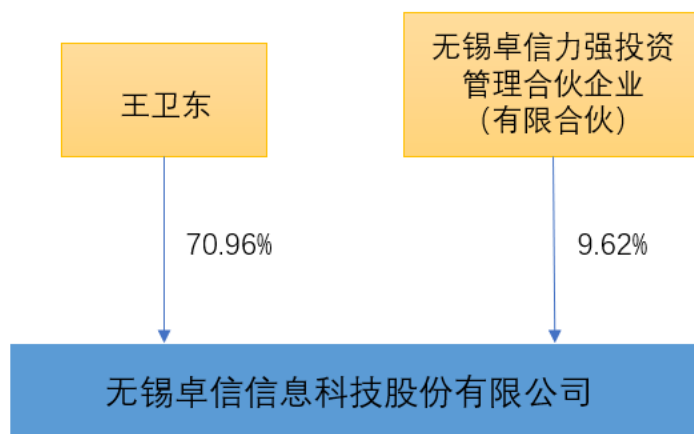 王卫东
无锡卓信力强投资
管理合伙企业
（有限合伙）
70.96%
9.62%
无锡卓信信息科技股份有限公司